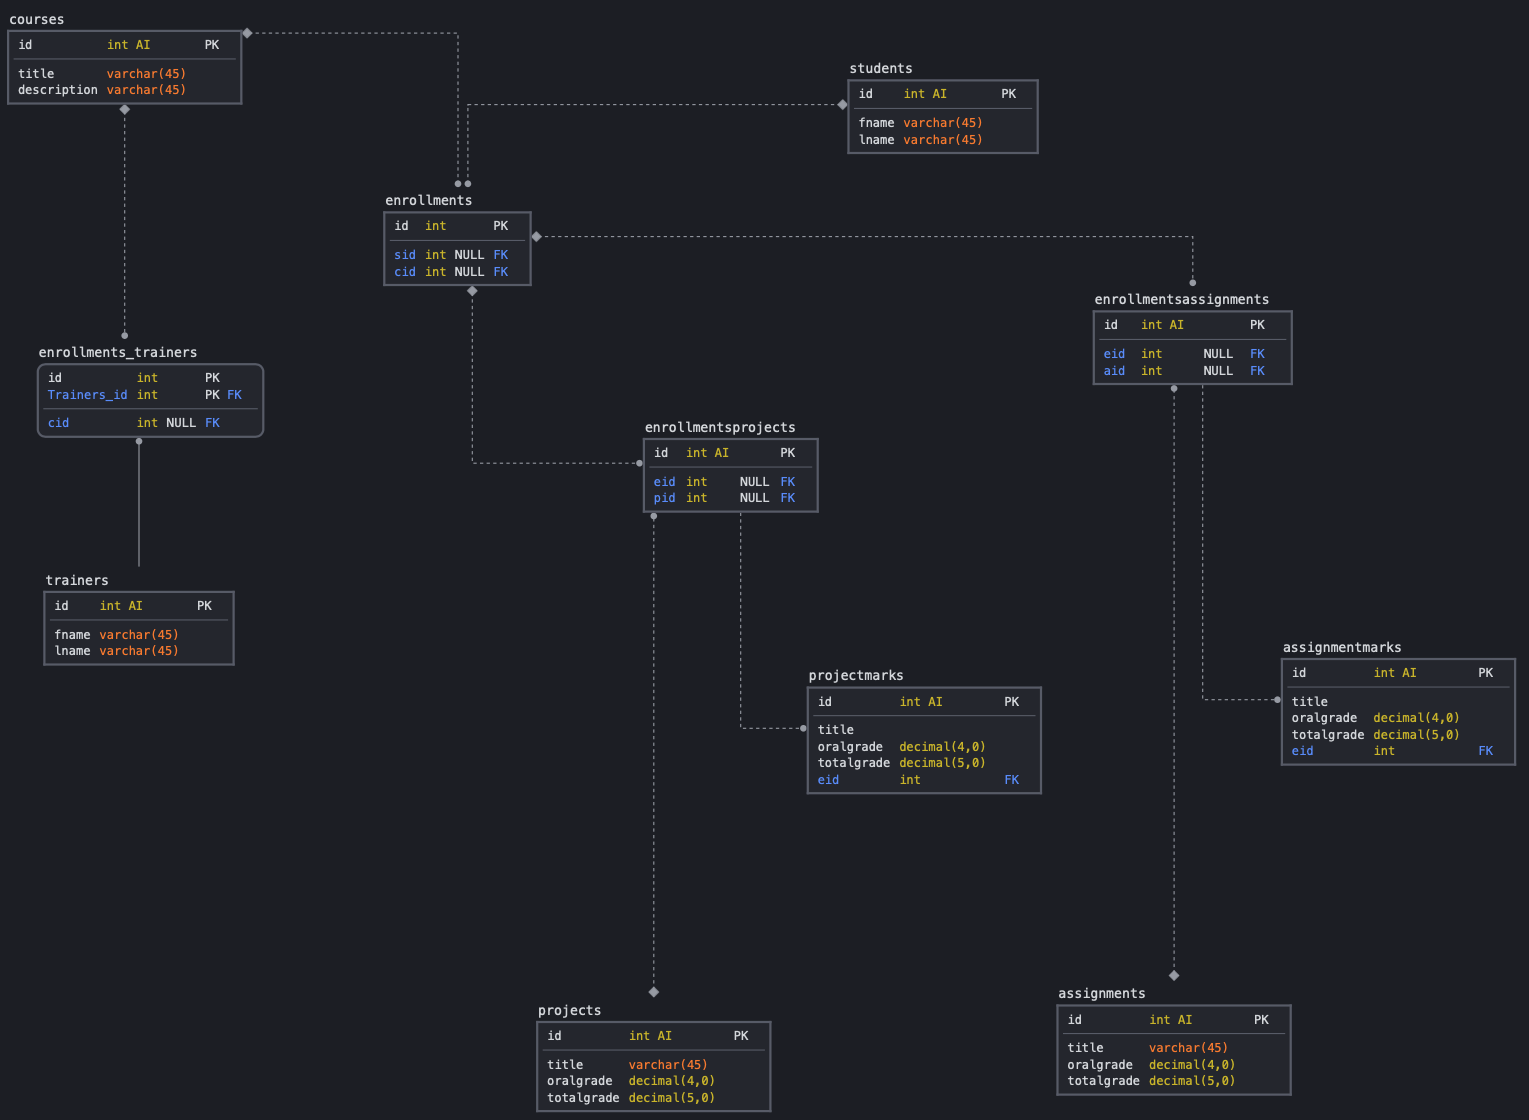 courses
id int AI PK
title varchar(45)
description varchar(45)
students
id int AI PK
fname varchar(45)
lname varchar(45)
enrollments
id int PK
sid int NULL FK
cid int NULL FK
enrollmentsassignments
id int AI PK
eid int NULL FK
aid int NULL FK
enrollments_trainers
id int PK
Trainers_id int PK FK
cid int NULL FK
enrollmentsprojects
id int AI PK
eid int NULL FK
pid int NULL FK
trainers
id int AI PK
fname varchar(45)
lname varchar(45)
assignmentmarks
id int AI PK
title
oralgrade decimal(4,0)
totalgrade decimal(5,0)
eid int FK
projectmarks
id int AI PK
title
oralgrade decimal(4,0)
totalgrade decimal(5,0)
eid int FK
assignments
id int AI PK
title varchar(45)
oralgrade decimal(4,0)
totalgrade decimal(5,0)
projects
id int AI PK
title varchar(45)
oralgrade decimal(4,0)
totalgrade decimal(5,0)